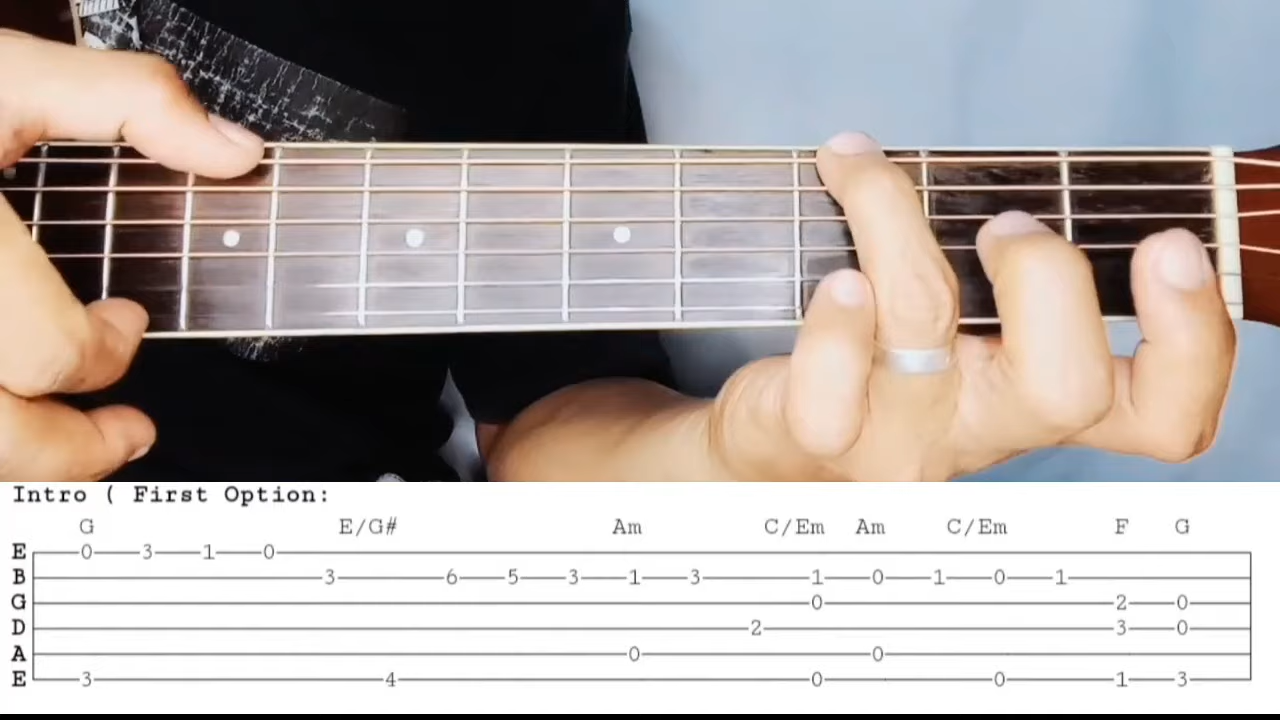 Intro ( First Option:
G E/G# Am C/Em Am C/Em F G
E 0 3 1 0
B 3 6 5 3 1 3 1 0 1 0 1
G 0 2 0
D 2 3 0
A 0 0
E 3 4 0 0 1 3